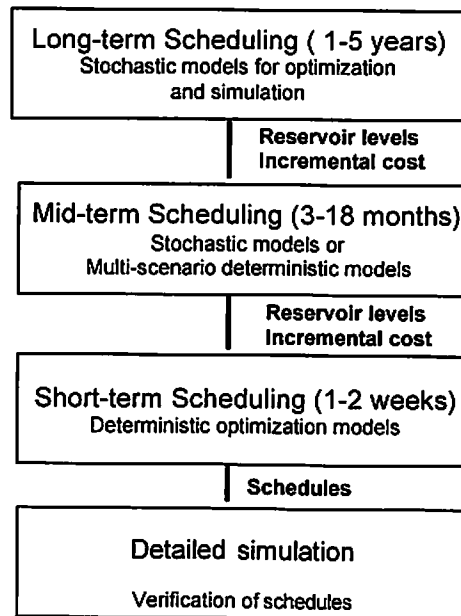 Long-term Scheduling ( 1-5 years)
Stochastic models for optimization
and simulation
Reservoir levels
Incremental cost
Mid-term Scheduling (3-18 months)
Stochastic models or
Multi-scenario deterministic models
Reservoir levels
Incremental cost
Short-term Scheduling (1-2 weeks)
Deterministic optimization models
Schedules
Detailed simulation
Verification of schedules